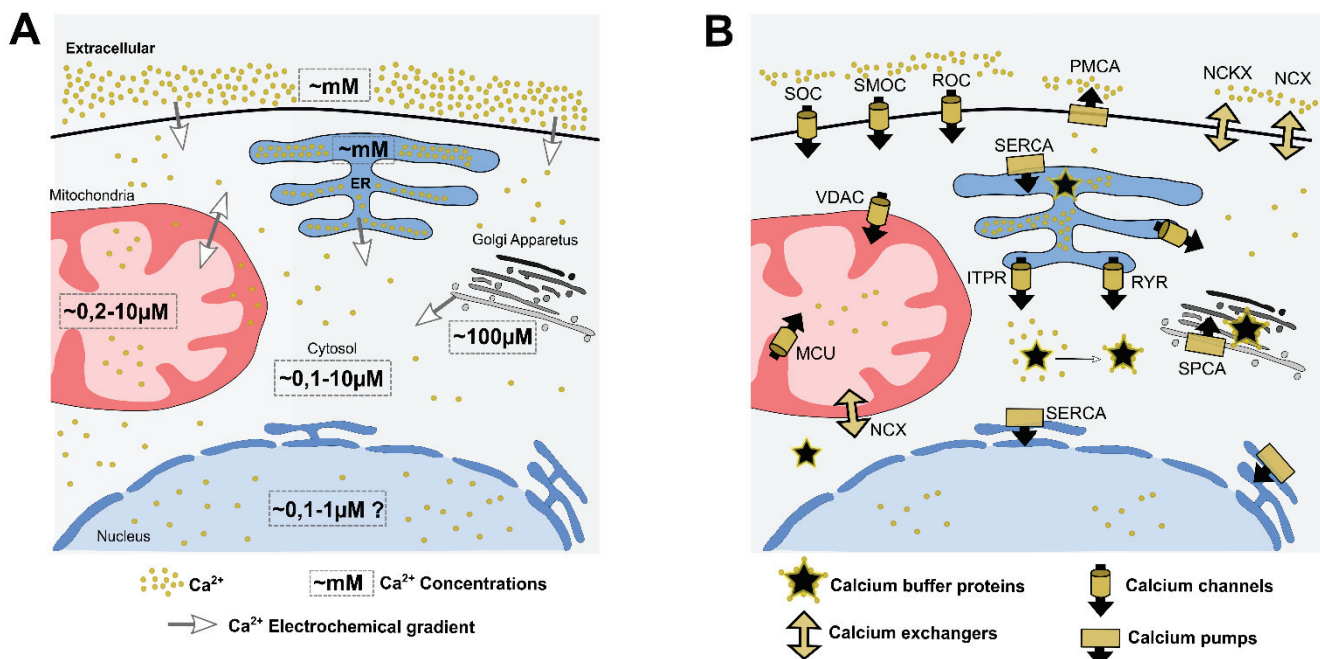 A
Extracellular
~mM
~mM
ER
Mitochondria
Golgi Apparetus
~0,2-10µM
~100µM
Cytosol
~0,1-10µM
~0,1-1µM ?
Nucleus
Ca²⁺
~mM
Ca²⁺ Concentrations
Ca²⁺ Electrochemical gradient
B
SOC
SMOC
ROC
PMCA
NCKX
NCX
SERCA
VDAC
ITPR
RYR
MCU
SPCA
NCX
SERCA
Calcium buffer proteins
Calcium channels
Calcium exchangers
Calcium pumps